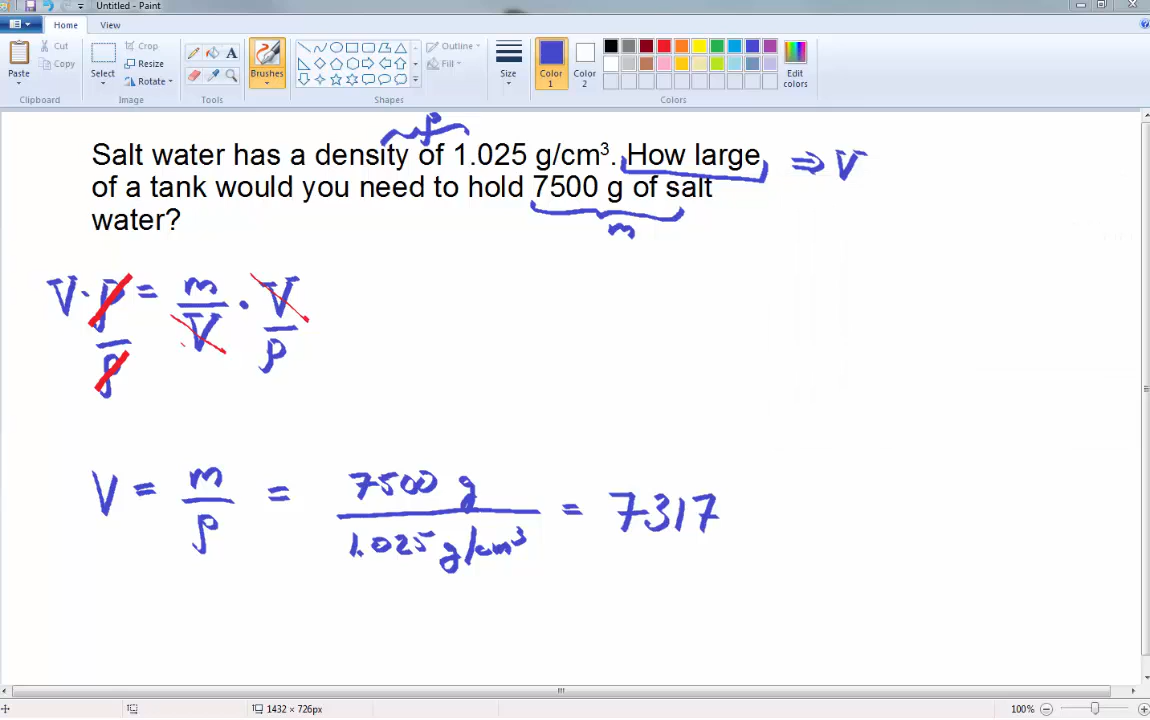 Untitled - Paint
Home View
Paste Cut Copy Select Crop Resize Rotate Brushes Outline Fill Size Color 1 Color 2 Edit colors
Clipboard Image Tools Shapes Colors
ρ
Salt water has a density of 1.025 g/cm³. How large ⇒ V
of a tank would you need to hold 7500 g of salt
water?
m
V · ρ/ρ = m/V · V/ρ
V = m/ρ = 7500 g / 1.025 g/cm³ = 7317
1432 × 726px 100%